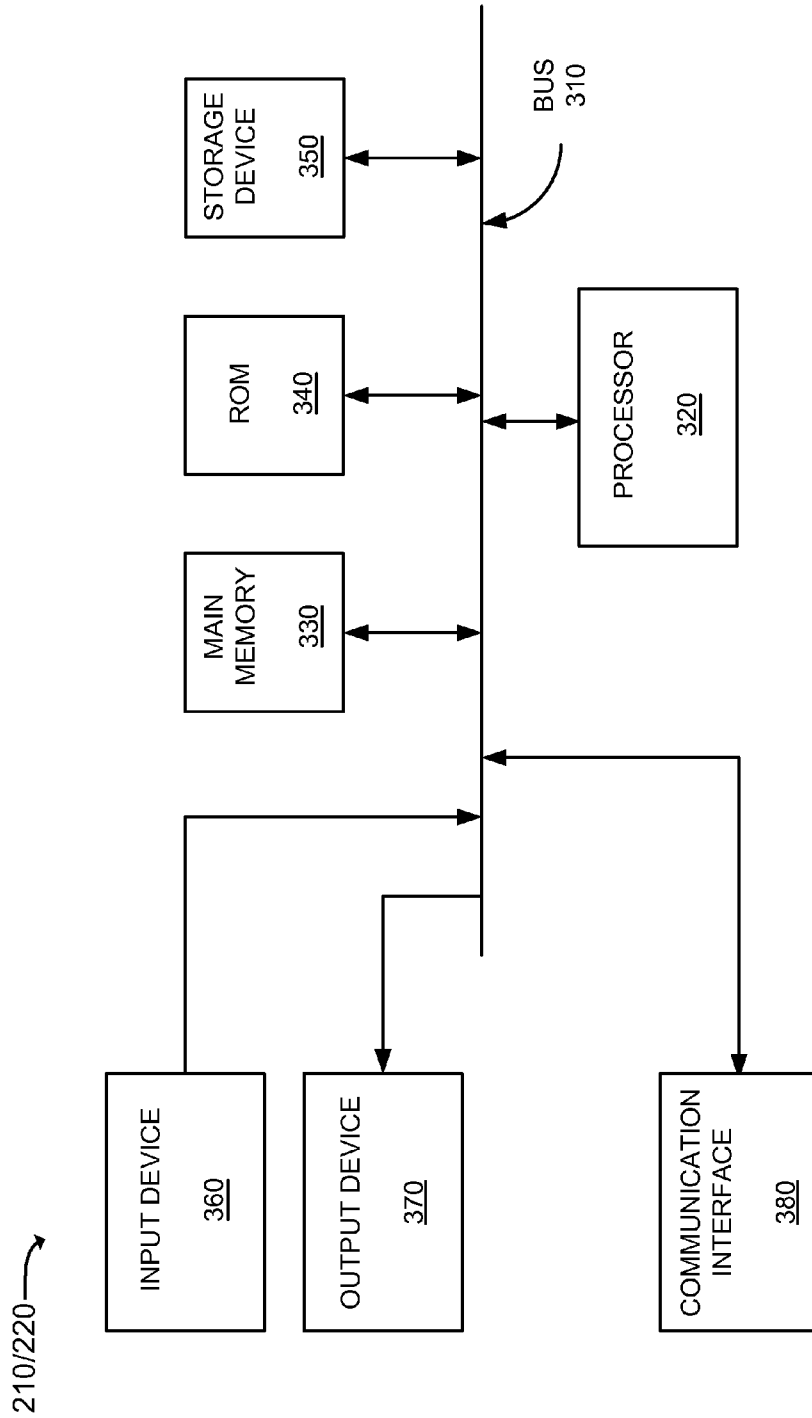 210/220
INPUT DEVICE
360
OUTPUT DEVICE
370
COMMUNICATION
INTERFACE
380
MAIN
MEMORY
330
ROM
340
STORAGE
DEVICE
350
PROCESSOR
320
BUS
310